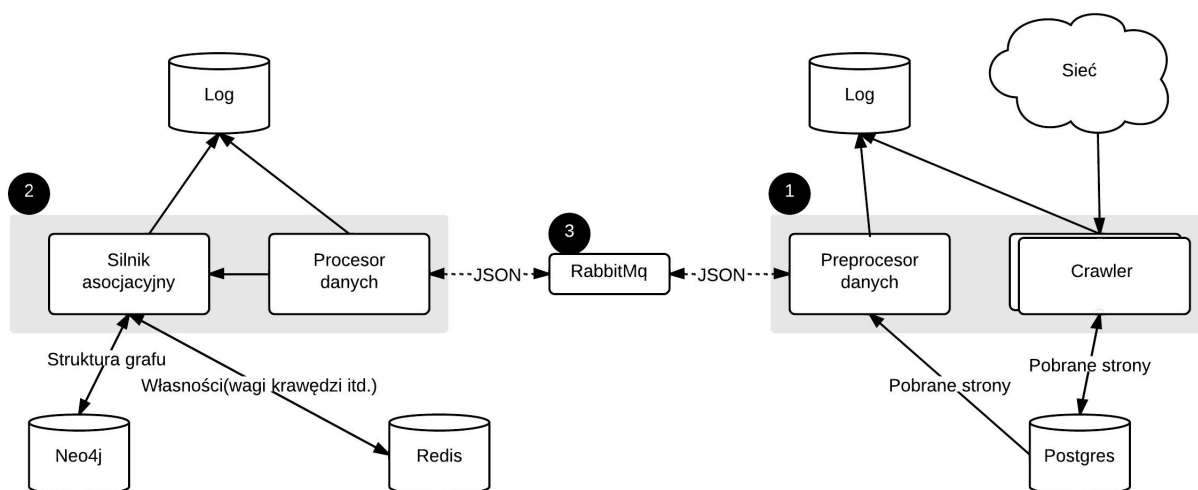 Log
Log
Sieć
2
1
3
Silnik
asocjacyjny
Procesor
danych
JSON
RabbitMq
JSON
Preprocesor
danych
Crawler
Struktura grafu
Własności(wagi krawędzi itd.)
Pobrane strony
Pobrane strony
Neo4j
Redis
Postgres